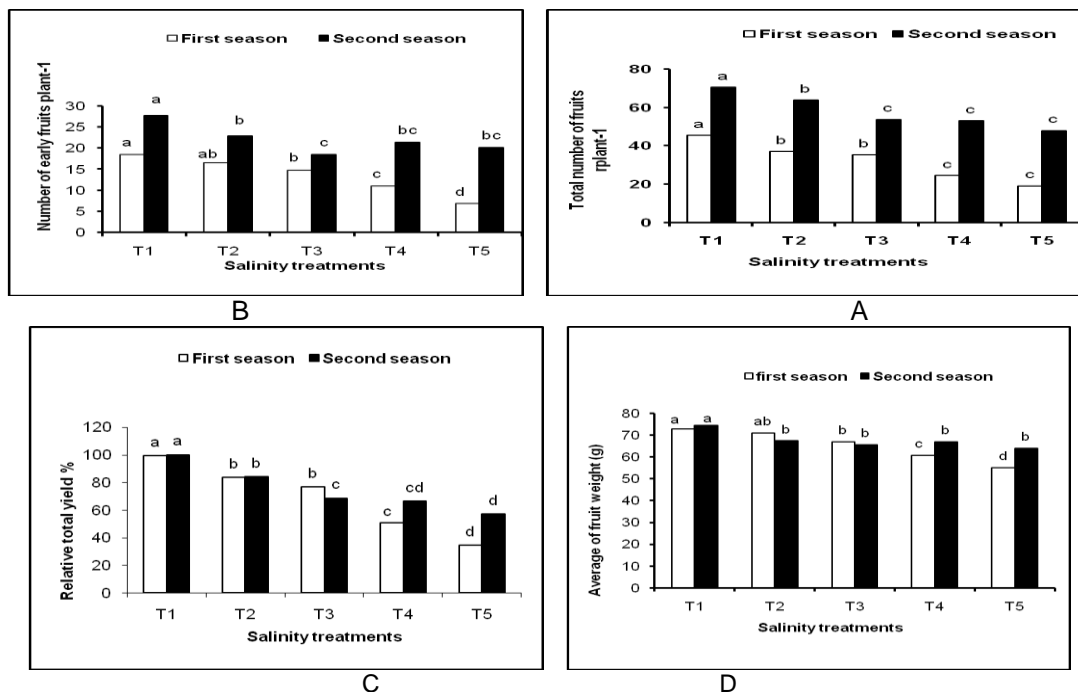 First season Second season
Number of early fruits plant-1
30
25
20
15
10
5
0
a a ab b b c c bc d bc
T1 T2 T3 T4 T5
Salinity treatments
B
First season Second season
Total number of fruits
rplant-1
80
60
40
20
0
a a b b b c c c c c
T1 T2 T3 T4 T5
Salinity treatments
A
First season Second season
Relative total yield %
120
100
80
60
40
20
0
a a b b b c c cd d d
T1 T2 T3 T4 T5
Salinity treatments
C
first season Second season
Average of fruit weight (g)
80
70
60
50
40
30
20
10
0
a a ab b b b c b d b
T1 T2 T3 T4 T5
Salinity treatments
D